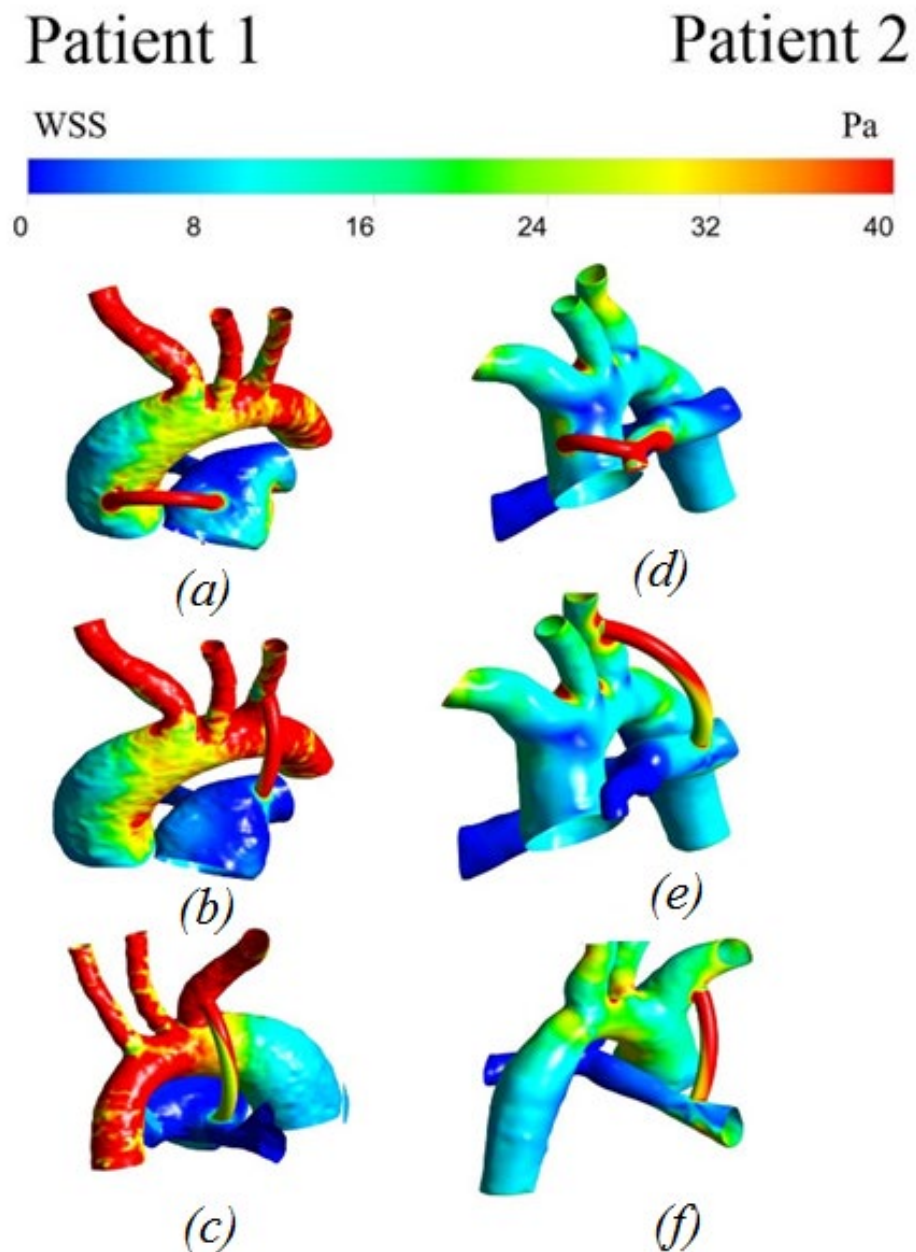 Patient 1 Patient 2
WSS Pa
0 8 16 24 32 40
(a) (d)
(b) (e)
(c) (f)